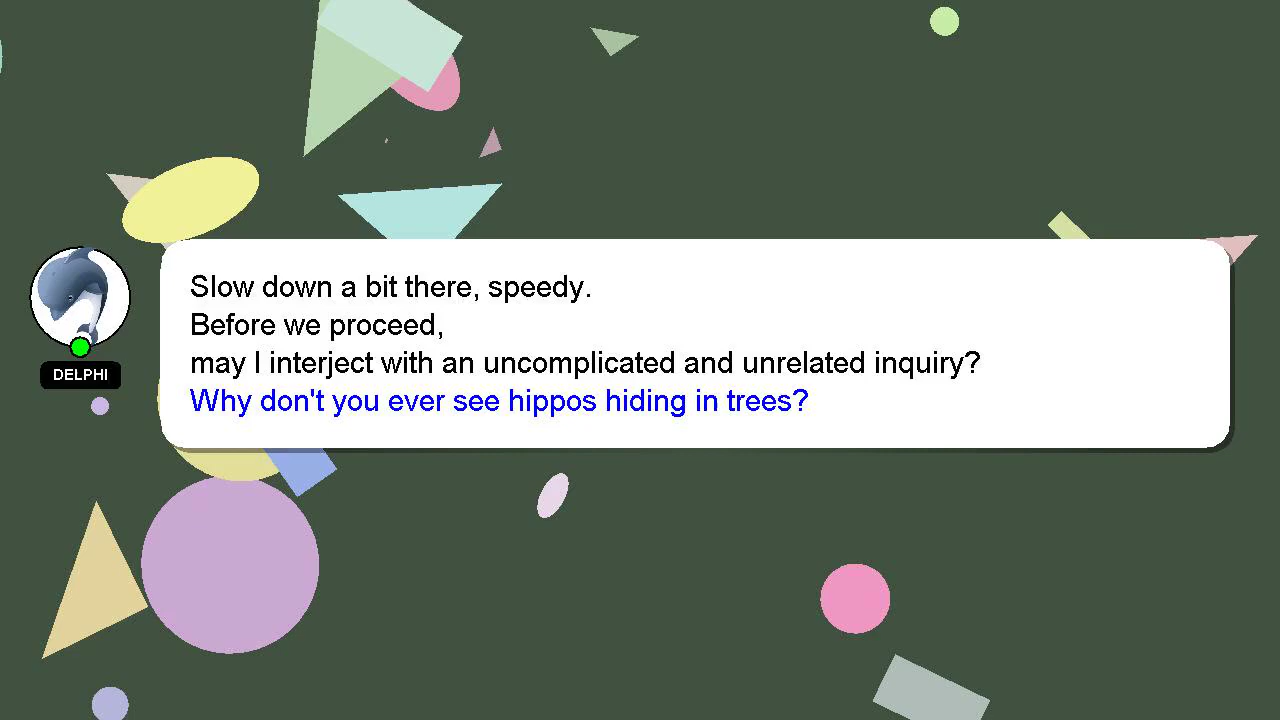 Slow down a bit there, speedy.
Before we proceed,
may I interject with an uncomplicated and unrelated inquiry?
Why don't you ever see hippos hiding in trees?
DELPHI